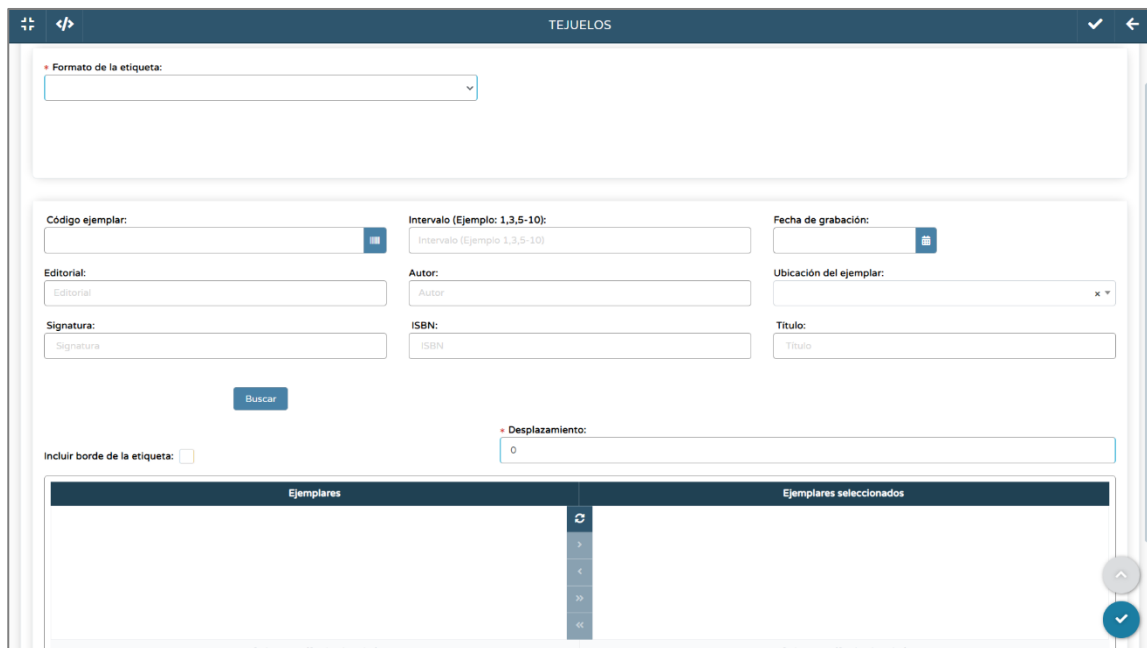 TEJUELOS
* Formato de la etiqueta:
Código ejemplar: Intervalo (Ejemplo: 1,3,5-10): Fecha de grabación:
Intervalo (Ejemplo 1,3,5-10)
Editorial: Autor: Ubicación del ejemplar:
Editorial Autor ×
Signatura: ISBN: Título:
Signatura ISBN Título
Buscar
* Desplazamiento:
0
Incluir borde de la etiqueta:
Ejemplares Ejemplares seleccionados